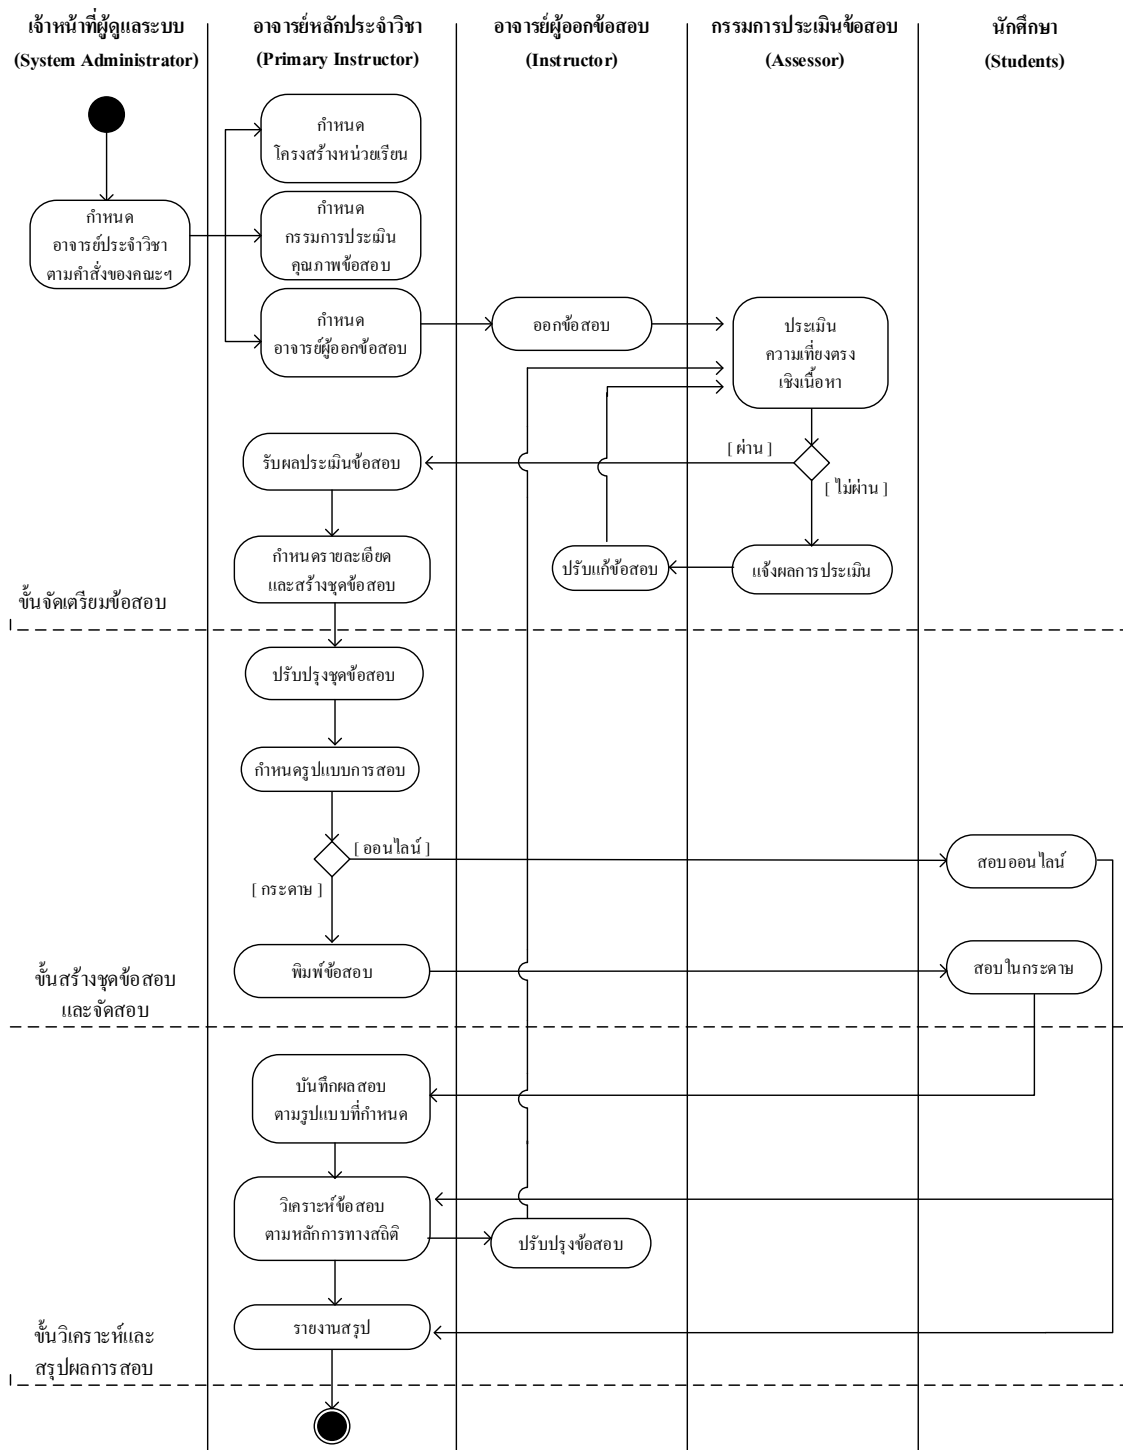 เจ้าหน้าที่ผู้ดูแลระบบ
(System Administrator)
อาจารย์หลักประจำวิชา
(Primary Instructor)
อาจารย์ผู้ออกข้อสอบ
(Instructor)
กรรมการประเมินข้อสอบ
(Assessor)
นักศึกษา
(Students)
กำหนด
โครงสร้างหน่วยเรียน
กำหนด
อาจารย์ประจำวิชา
ตามคำสั่งของคณะฯ
กำหนด
กรรมการประเมิน
คุณภาพข้อสอบ
กำหนด
อาจารย์ผู้ออกข้อสอบ
ออกข้อสอบ
ประเมิน
ความเที่ยงตรง
เชิงเนื้อหา
รับผลประเมินข้อสอบ
[ ผ่าน ]
[ ไม่ผ่าน ]
กำหนดรายละเอียด
และสร้างชุดข้อสอบ
ปรับแก้ข้อสอบ
แจ้งผลการประเมิน
ขั้นจัดเตรียมข้อสอบ
ปรับปรุงชุดข้อสอบ
กำหนดรูปแบบการสอบ
[ ออนไลน์ ]
[ กระดาษ ]
สอบออนไลน์
พิมพ์ข้อสอบ
สอบในกระดาษ
ขั้นสร้างชุดข้อสอบ
และจัดสอบ
บันทึกผลสอบ
ตามรูปแบบที่กำหนด
วิเคราะห์ข้อสอบ
ตามหลักการทางสถิติ
ปรับปรุงข้อสอบ
รายงานสรุป
ขั้นวิเคราะห์และ
สรุปผลการสอบ